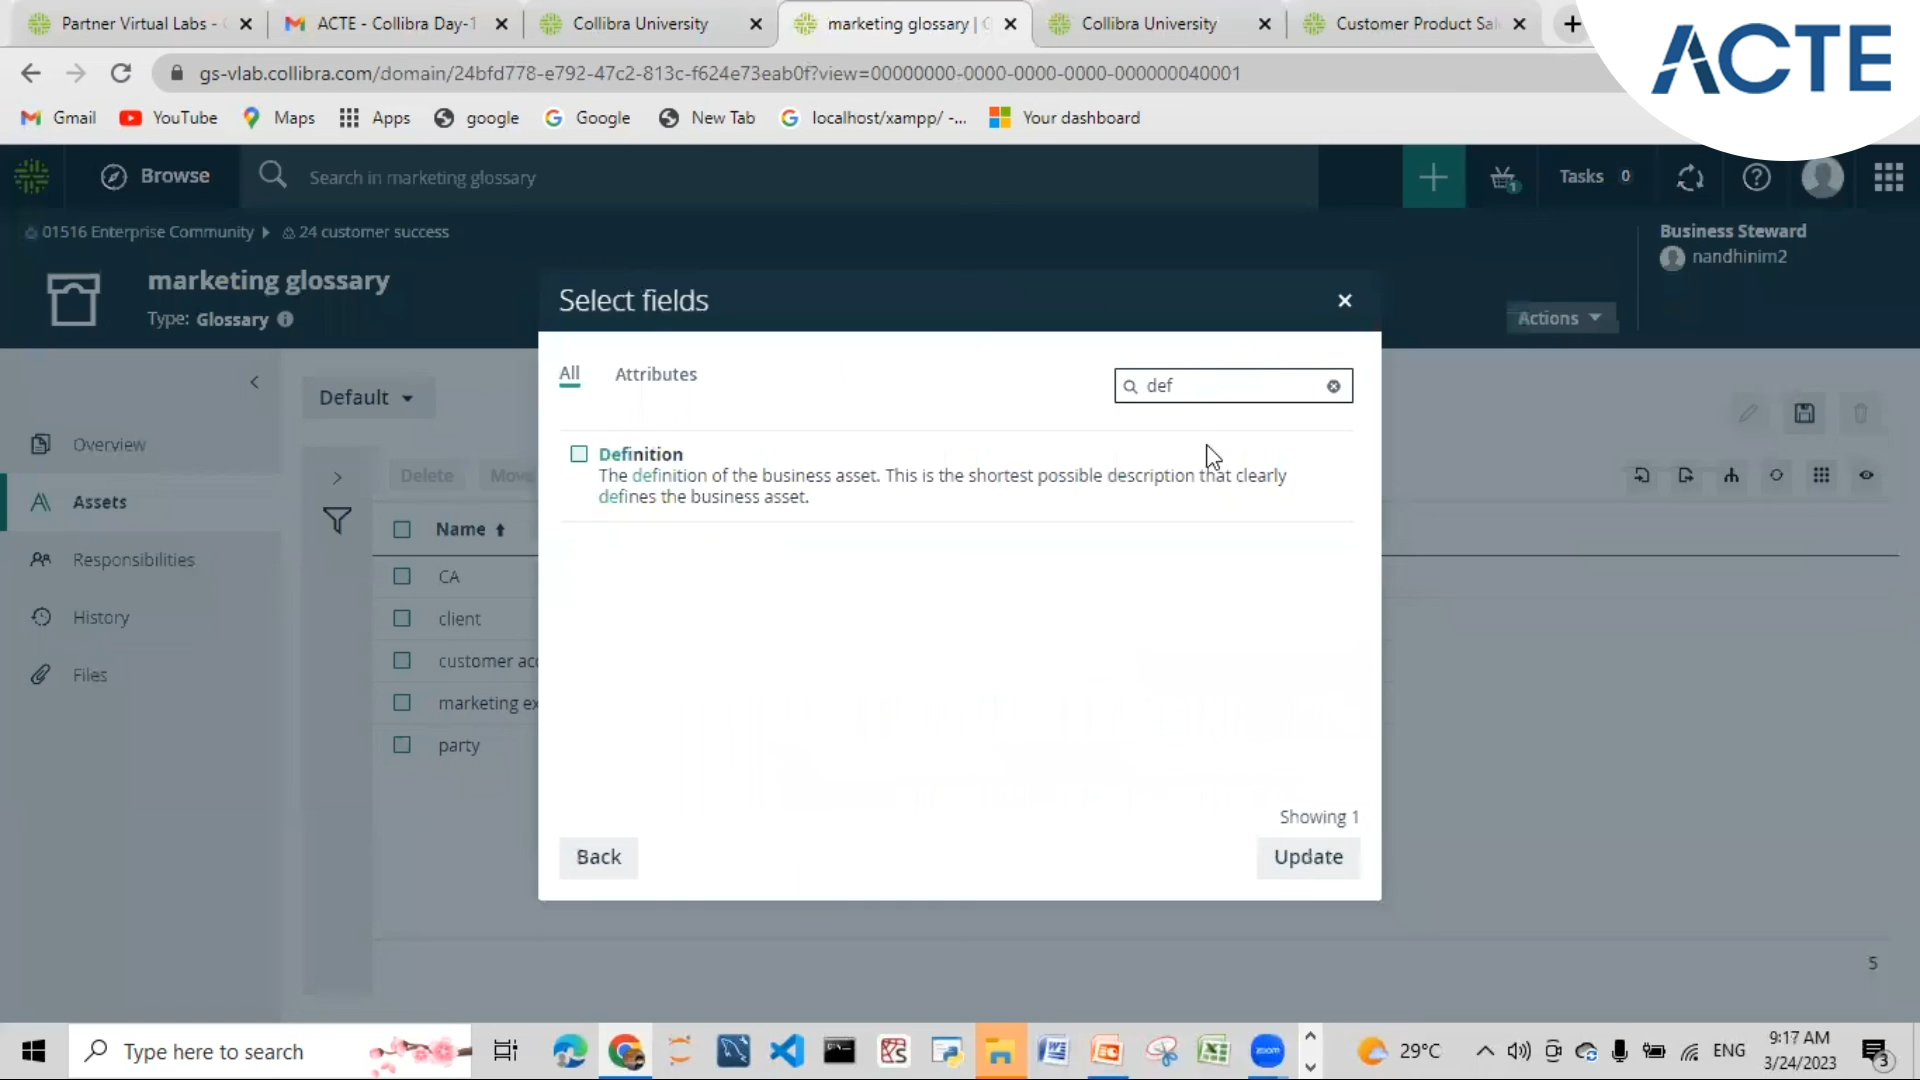 Partner Virtual Labs -
ACTE - Collibra Day-1
Collibra University
marketing glossary |
Collibra University
Customer Product Sal
ACTE
gs-vlab.collibra.com/domain/24bfd778-e792-47c2-813c-f624e73eab0f?view=00000000-0000-0000-0000-000000040001
Gmail
YouTube
Maps
Apps
google
Google
New Tab
localhost/xampp/ -...
Your dashboard
Browse
Search in marketing glossary
1
Tasks 0
01516 Enterprise Community
24 customer success
Business Steward
nandhinim2
marketing glossary
Type: Glossary
Actions
Select fields
All
Attributes
def
Definition
The definition of the business asset. This is the shortest possible description that clearly
defines the business asset.
Showing 1
Back
Update
Overview
Assets
Responsibilities
History
Files
Default
Delete
Move
Name
CA
client
customer acc
marketing ex
party
5
Type here to search
zoom
29°C
ENG
9:17 AM
3/24/2023
3